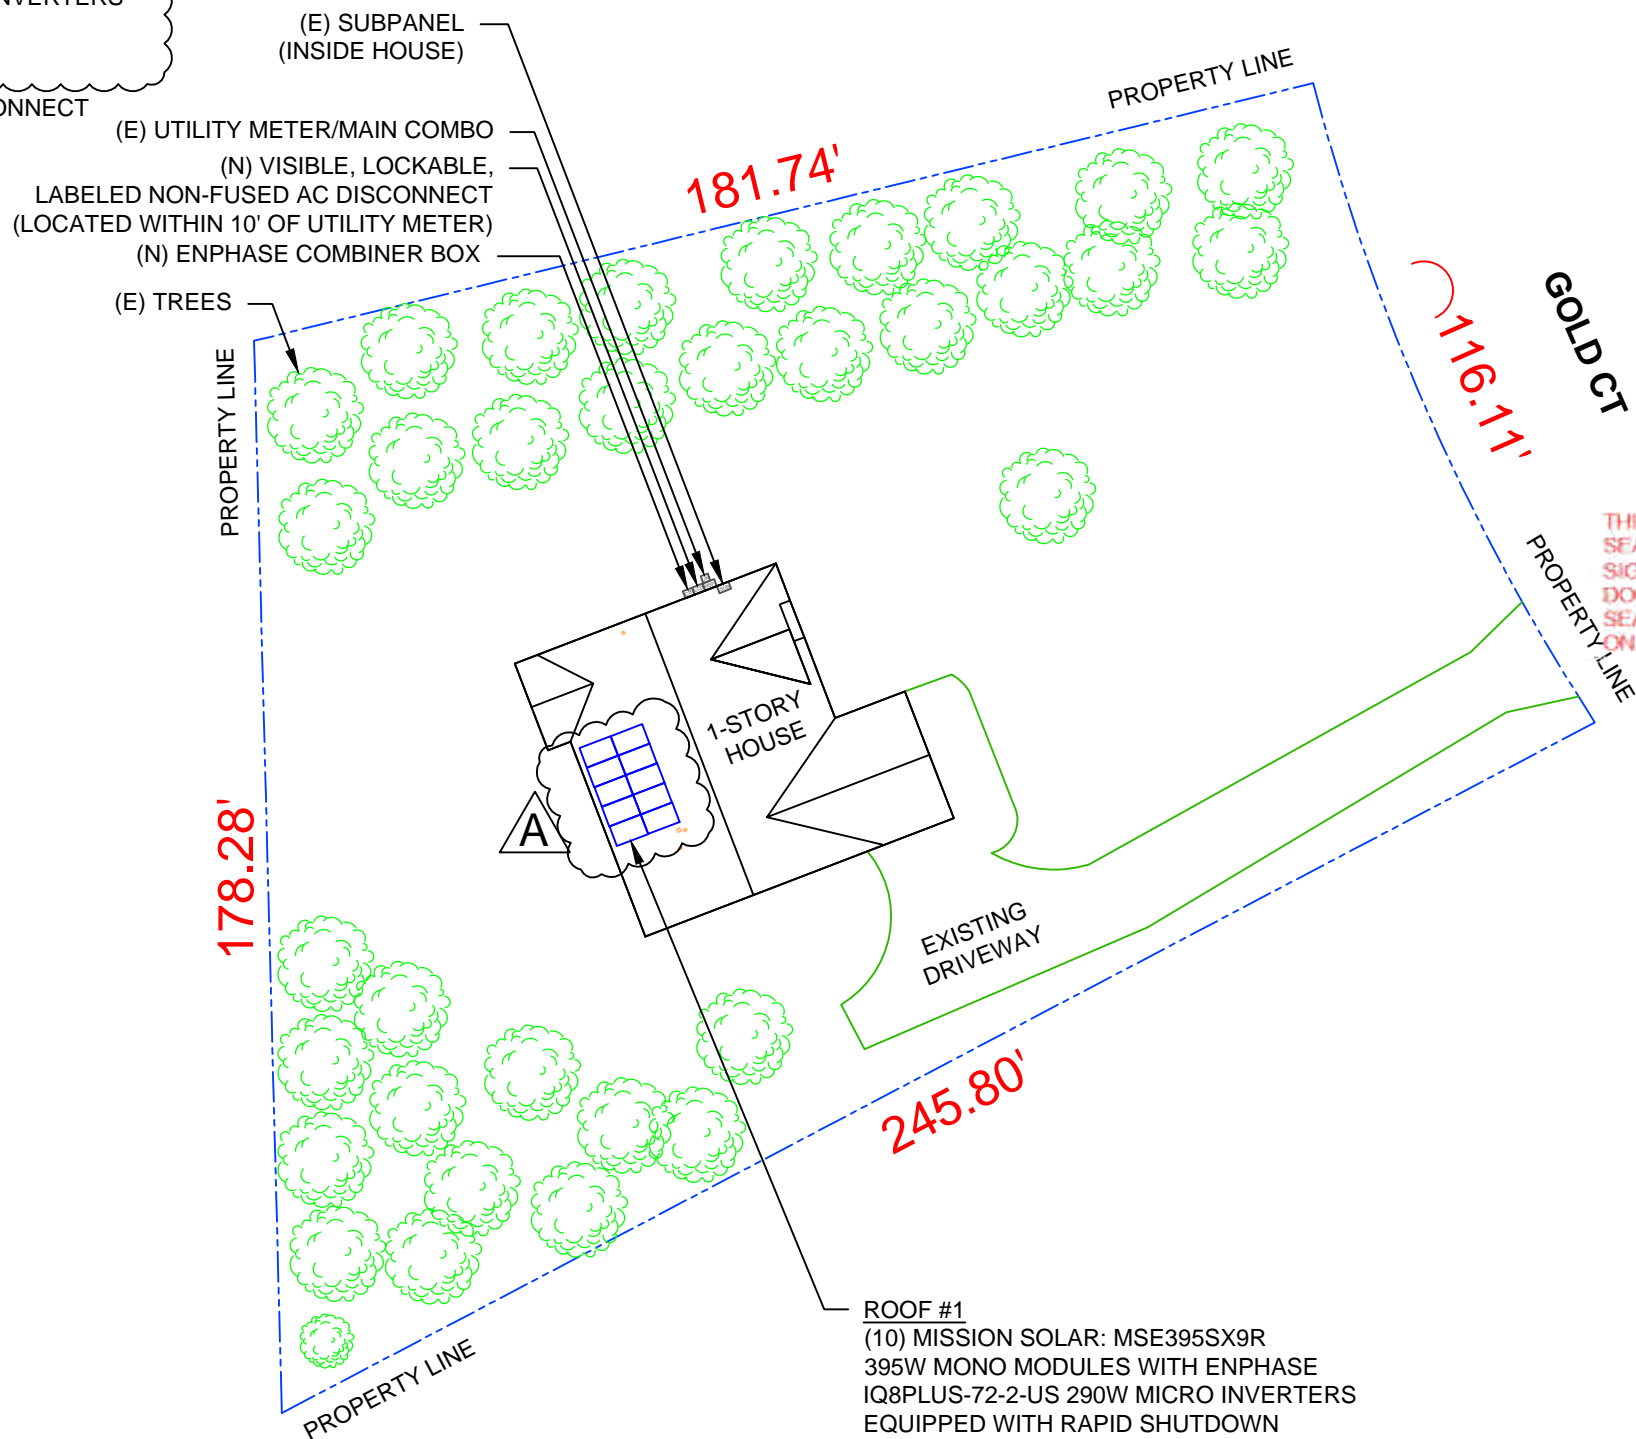 (E) SUBPANEL
(INSIDE HOUSE)
(E) UTILITY METER/MAIN COMBO
(N) VISIBLE, LOCKABLE,
LABELED NON-FUSED AC DISCONNECT
(LOCATED WITHIN 10' OF UTILITY METER)
(N) ENPHASE COMBINER BOX
(E) TREES
PROPERTY LINE
181.74'
PROPERTY LINE
GOLD CT
116.11'
PROPERTY LINE
1-STORY
HOUSE
A
178.28'
EXISTING
DRIVEWAY
245.80'
PROPERTY LINE
ROOF #1
(10) MISSION SOLAR: MSE395SX9R
395W MONO MODULES WITH ENPHASE
IQ8PLUS-72-2-US 290W MICRO INVERTERS
EQUIPPED WITH RAPID SHUTDOWN